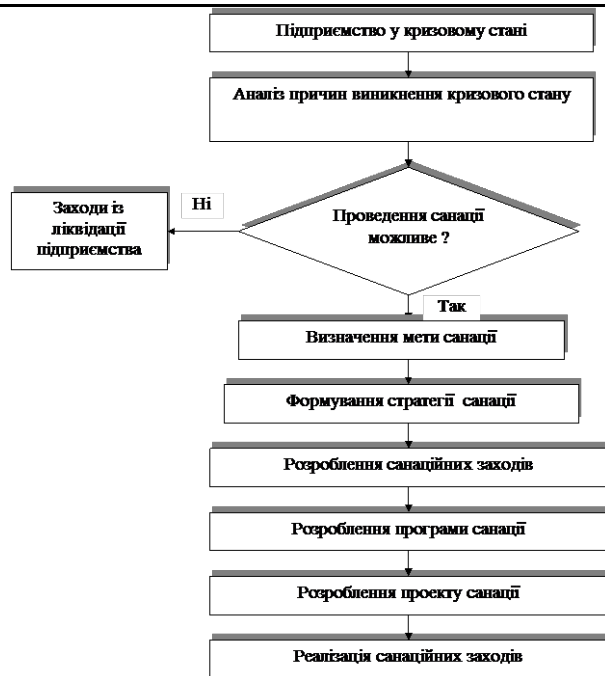 Підприємство у кризовому стані
Аналіз причин виникнення кризового стану
Проведення санації
можливе ?
Ні
Заходи із
ліквідації
підприємства
Так
Визначення мети санації
Формування стратегії санації
Розроблення санаційних заходів
Розроблення програми санації
Розроблення проекту санації
Реалізація санаційних заходів